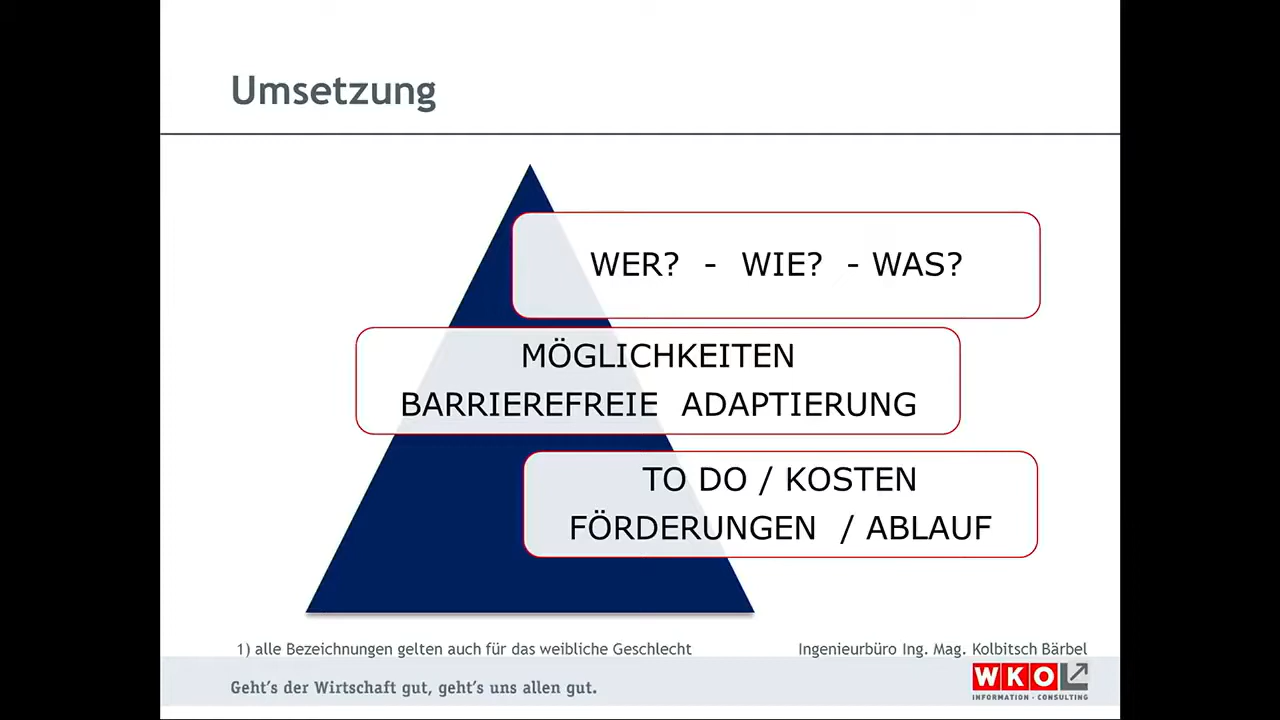 Umsetzung
WER? - WIE? - WAS?
MÖGLICHKEITEN
BARRIEREFREIE ADAPTIERUNG
TO DO / KOSTEN
FÖRDERUNGEN / ABLAUF
1) alle Bezeichnungen gelten auch für das weibliche Geschlecht
Ingenieurbüro Ing. Mag. Kolbitsch Bärbel
Geht's der Wirtschaft gut, geht's uns allen gut.
WKO
INFORMATION · CONSULTING